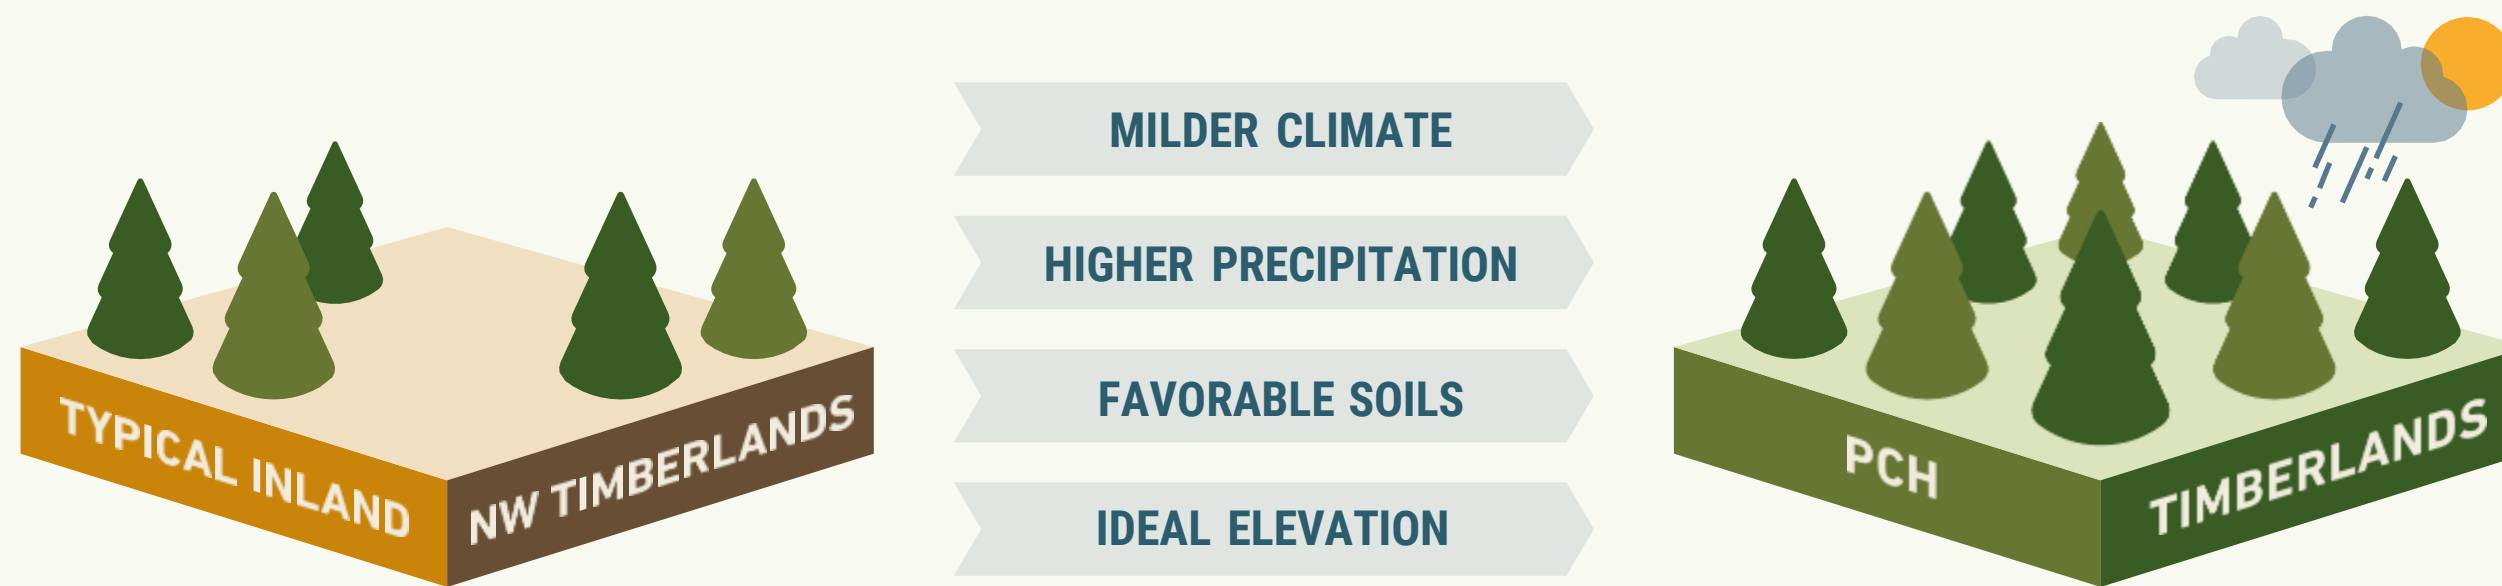 TYPICAL INLAND
NW TIMBERLANDS
MILDER CLIMATE
HIGHER PRECIPITATION
FAVORABLE SOILS
IDEAL ELEVATION
PCH
TIMBERLANDS